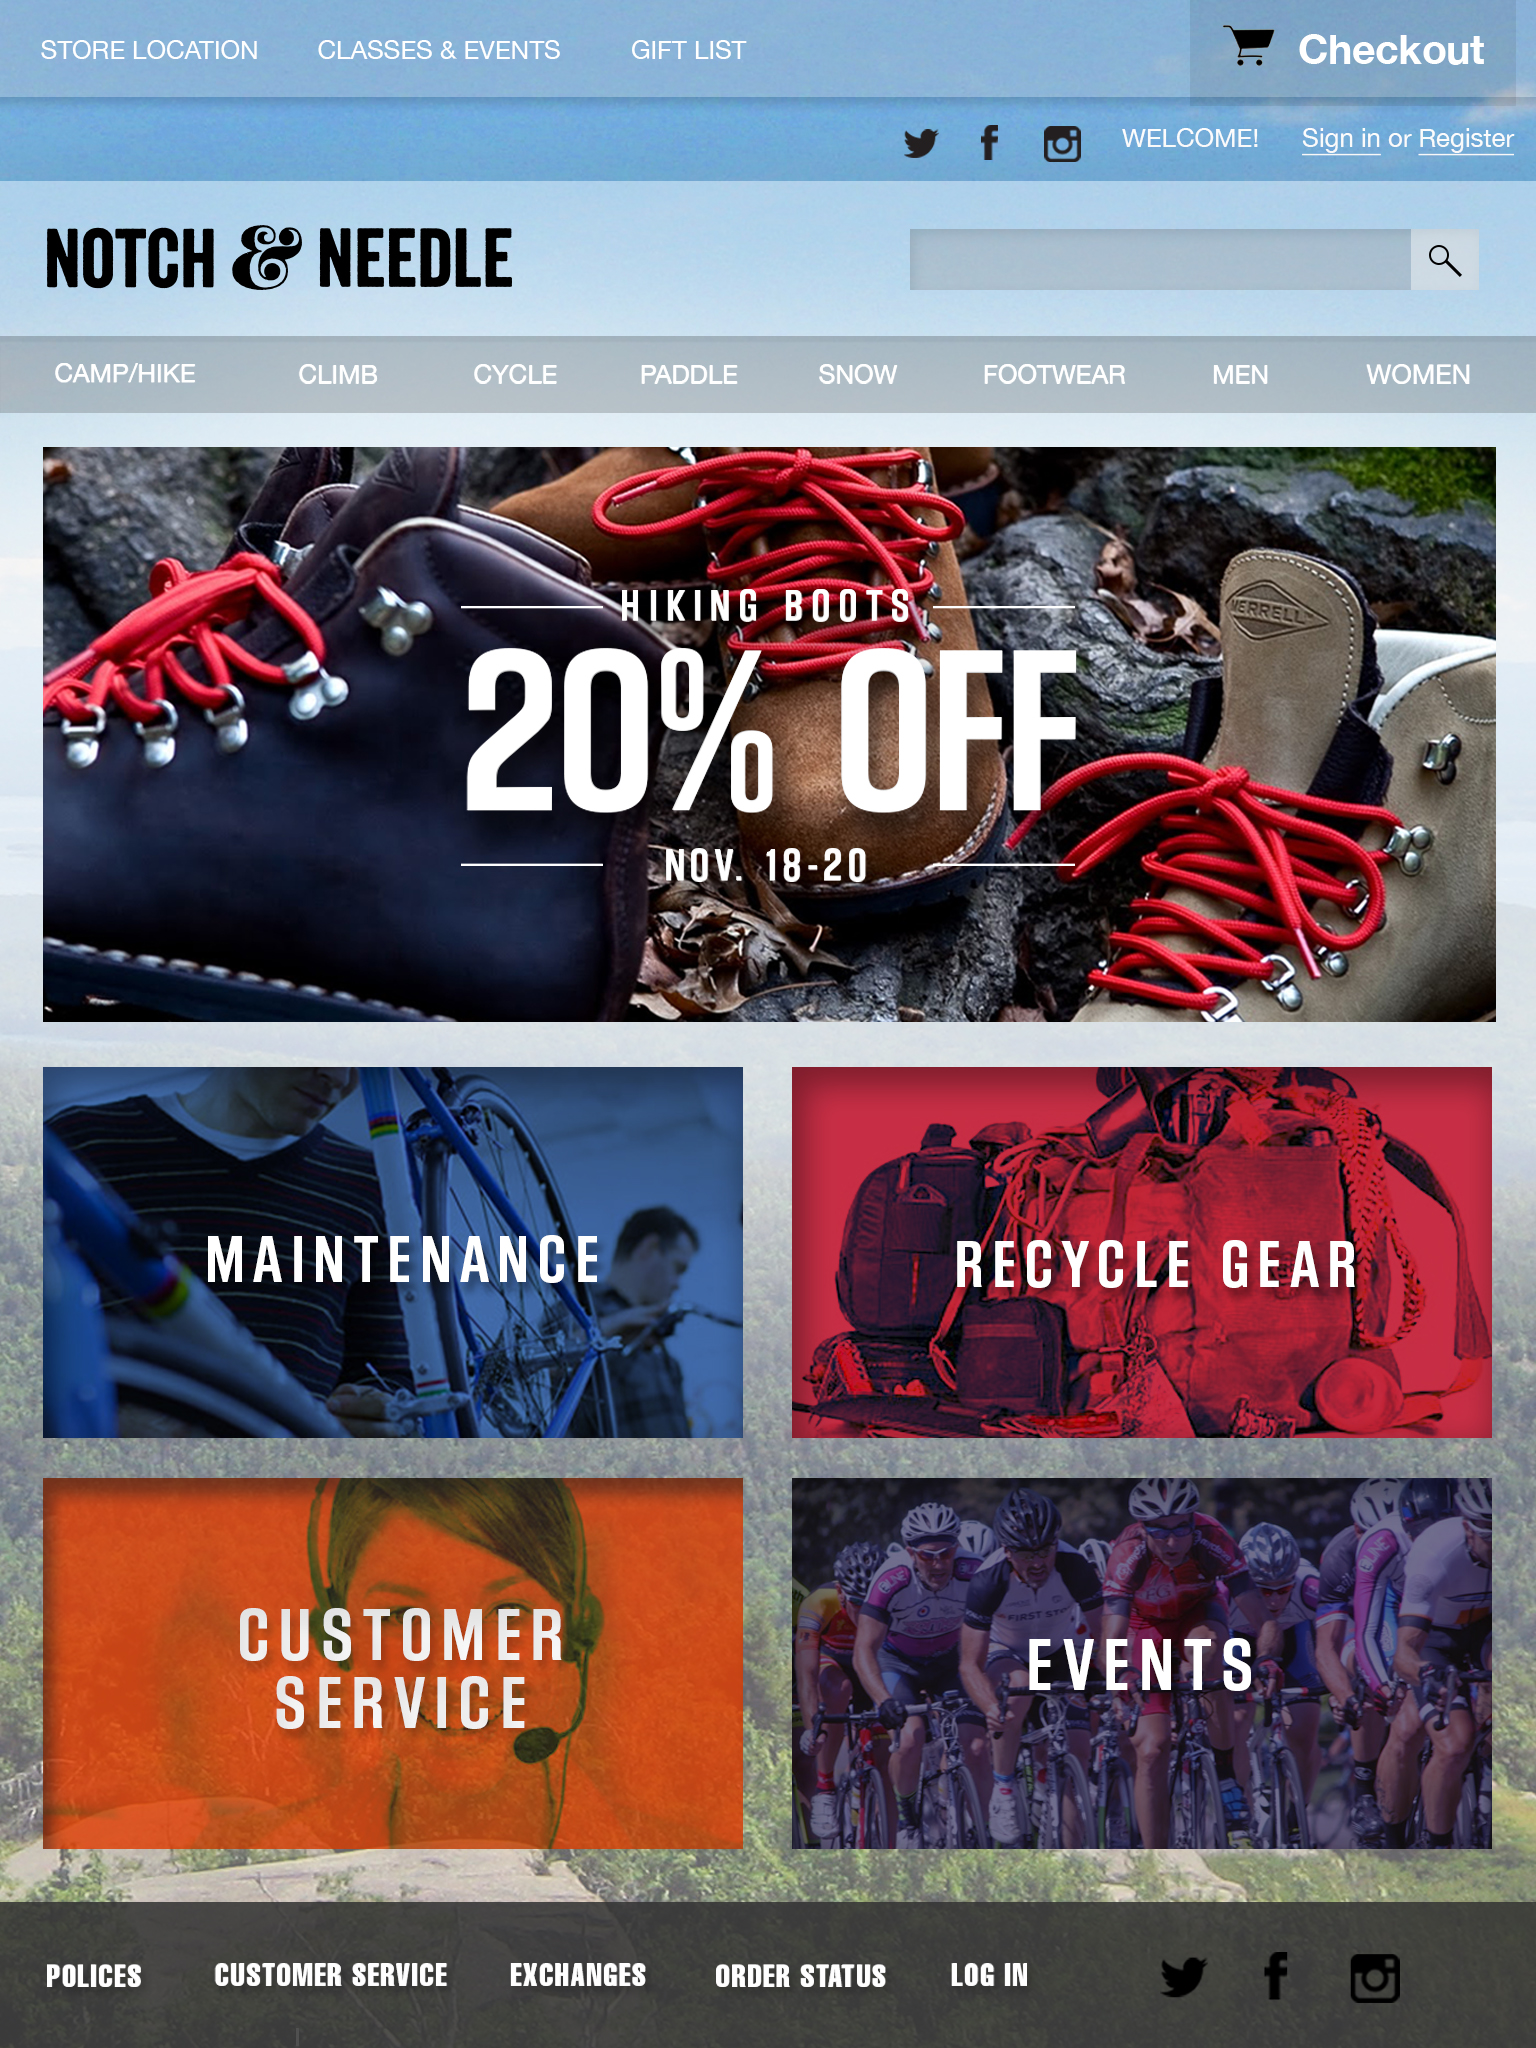 STORE LOCATION CLASSES & EVENTS GIFT LIST Checkout
WELCOME! Sign in or Register
NOTCH & NEEDLE
CAMP/HIKE CLIMB CYCLE PADDLE SNOW FOOTWEAR MEN WOMEN
HIKING BOOTS
MERRELL
20% OFF
NOV. 18-20
MAINTENANCE
RECYCLE GEAR
CUSTOMER
SERVICE
EVENTS
POLICES CUSTOMER SERVICE EXCHANGES ORDER STATUS LOG IN